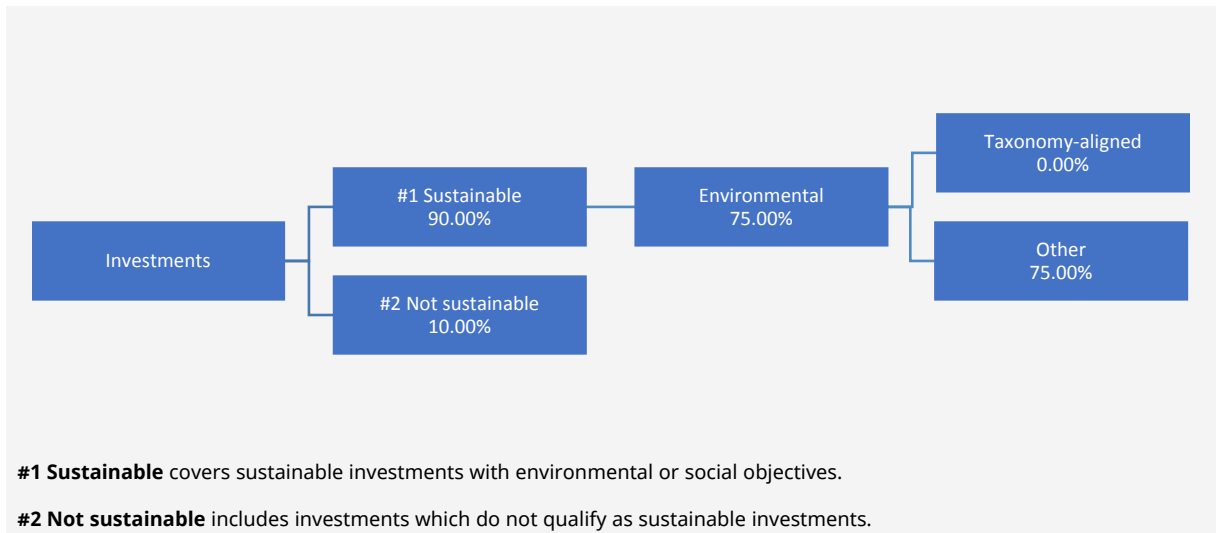 Investments
#1 Sustainable
90.00%
#2 Not sustainable
10.00%
Environmental
75.00%
Taxonomy-aligned
0.00%
Other
75.00%
#1 Sustainable covers sustainable investments with environmental or social objectives.
#2 Not sustainable includes investments which do not qualify as sustainable investments.